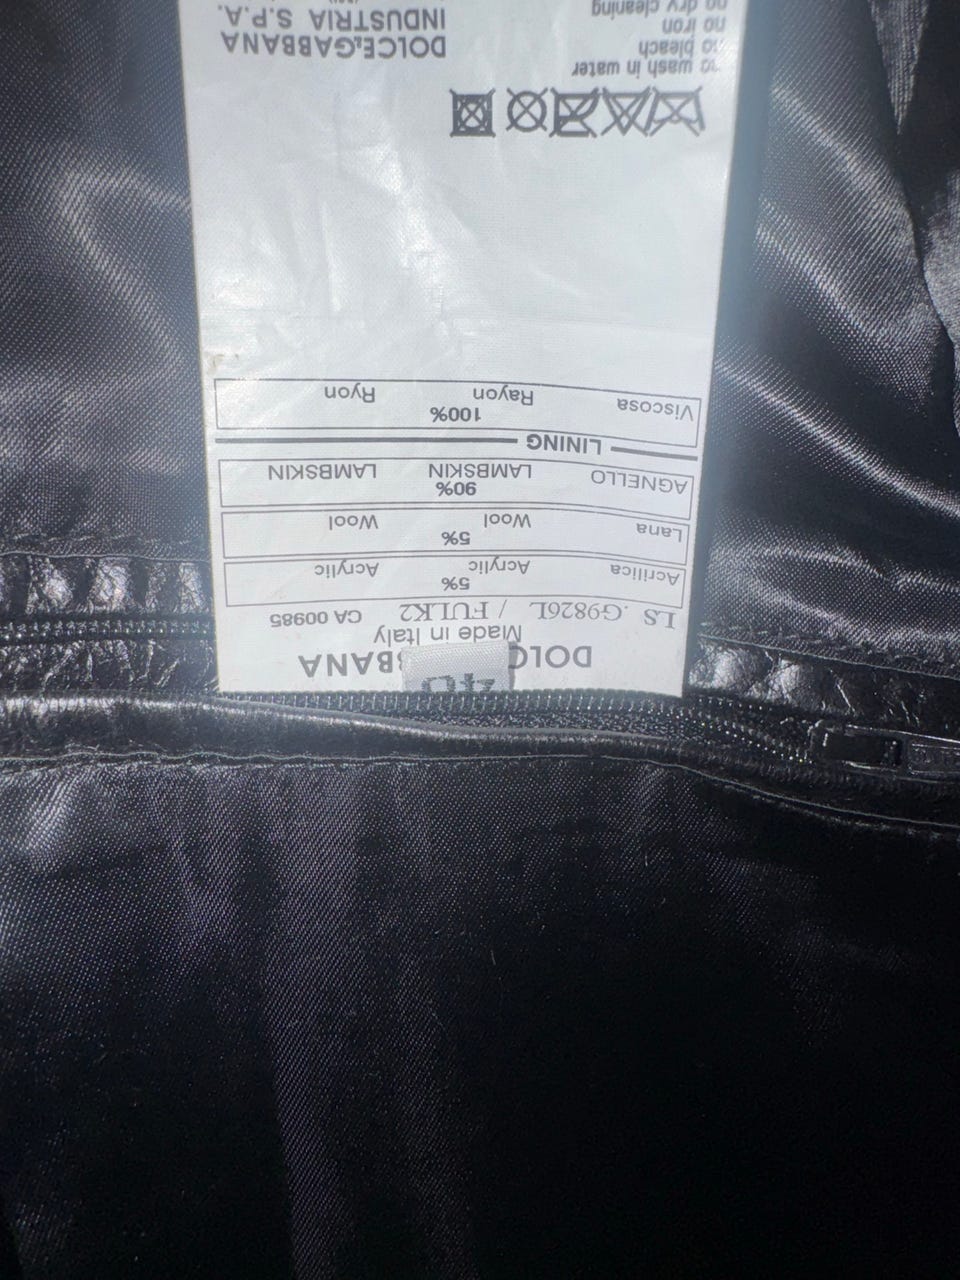 DOLC BBANA
Made in Italy
I.S. .G9826L / FULK2 CA 00985
5%
Acrilica Acrylic Acrylic
5%
Lana Wool Wool
90%
AGNELLO LAMBSKIN LAMBSKIN
LINING
100%
Viscosa Rayon Ryon
no wash in water
no bleach
no iron
no dry cleaning
DOLCE&GABBANA
INDUSTRIA S.P.A.